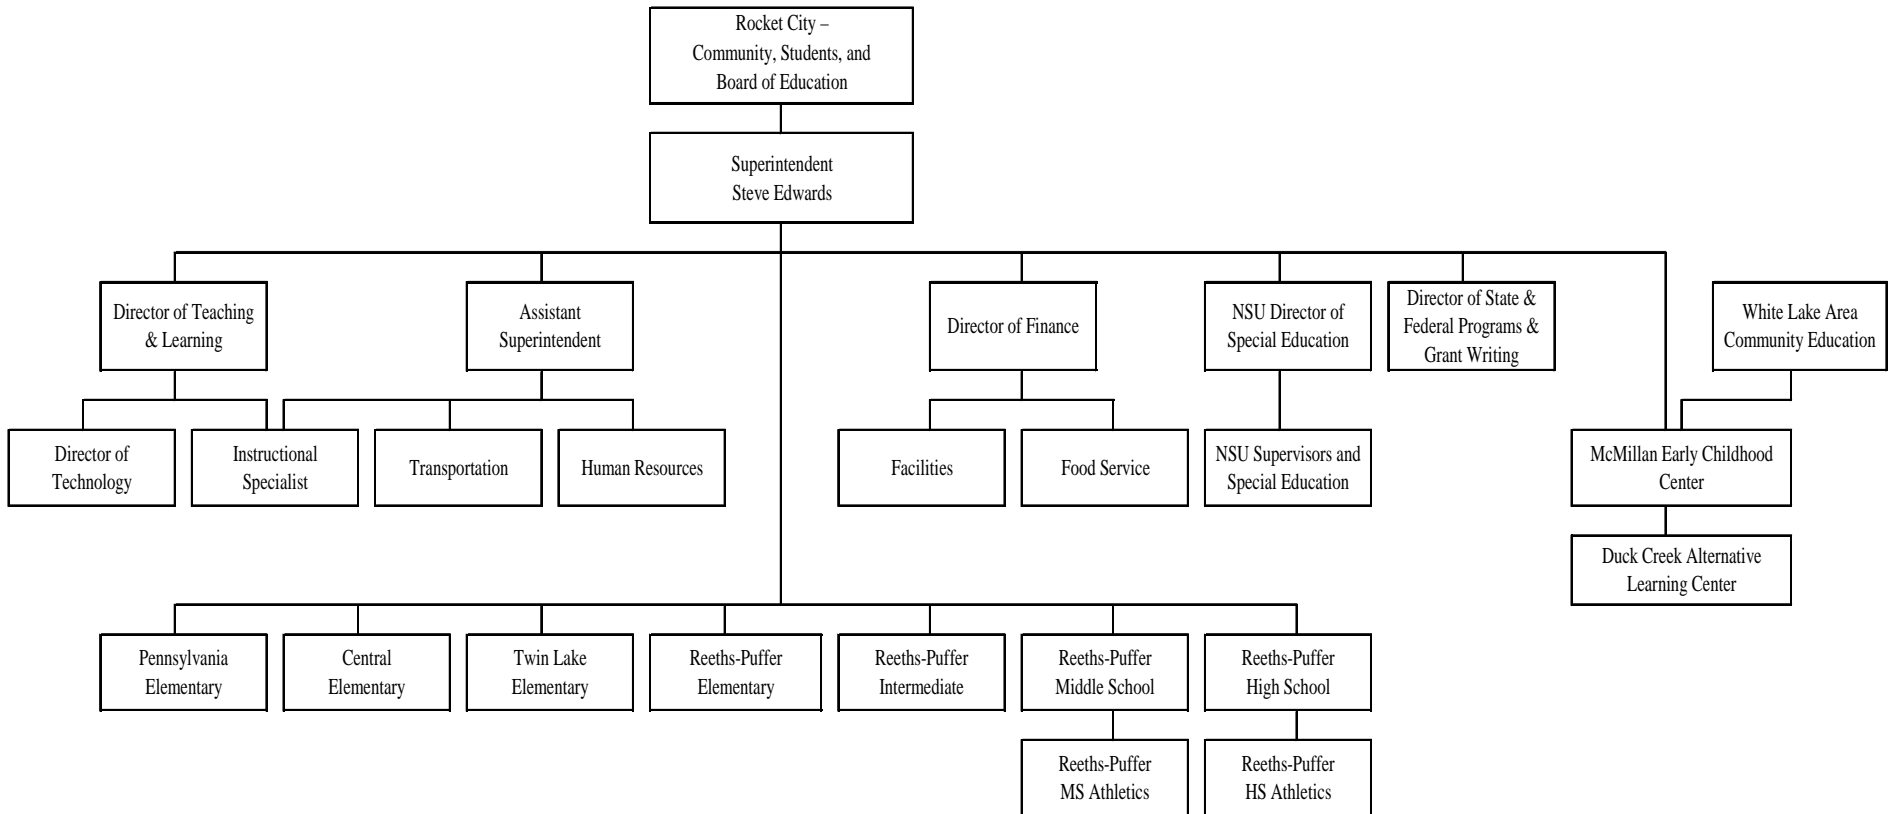 Rocket City –
Community, Students, and
Board of Education
Superintendent
Steve Edwards
Director of Teaching
& Learning
Assistant
Superintendent
Director of Finance
NSU Director of
Special Education
Director of State &
Federal Programs &
Grant Writing
White Lake Area
Community Education
Director of
Technology
Instructional
Specialist
Transportation
Human Resources
Facilities
Food Service
NSU Supervisors and
Special Education
McMillan Early Childhood
Center
Duck Creek Alternative
Learning Center
Pennsylvania
Elementary
Central
Elementary
Twin Lake
Elementary
Reeths-Puffer
Elementary
Reeths-Puffer
Intermediate
Reeths-Puffer
Middle School
Reeths-Puffer
High School
Reeths-Puffer
MS Athletics
Reeths-Puffer
HS Athletics